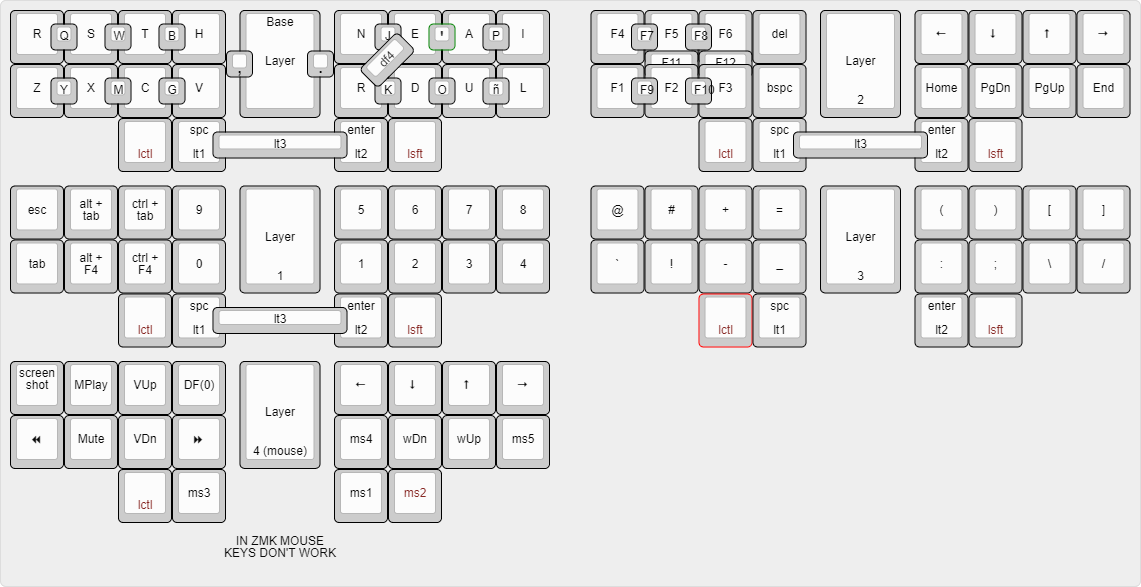 R Q S W T B H Base N J E ' A P I
Layer
df4
, .
Z Y X M C G V R K D O U ñ L
lctl spc lt3 enter lsft
lt1 lt2
F4 F7 F5 F8 F6 del ← ↓ ↑ →
F11 F12 Layer
F1 F9 F2 F10 F3 bspc 2 Home PgDn PgUp End
lctl spc lt3 enter lsft
lt1 lt2
esc alt + ctrl + 9 Layer 5 6 7 8
tab tab
tab alt + ctrl + 0 1 1 2 3 4
F4 F4
lctl spc lt3 enter lsft
lt1 lt2
@ # + = Layer ( ) [ ]
` ! - _ 3 : ; \ /
lctl spc enter lsft
lt1 lt2
screen MPlay VUp DF(0) Layer ← ↓ ↑ →
shot
⏪ Mute VDn ⏩ 4 (mouse) ms4 wDn wUp ms5
lctl ms3 ms1 ms2
IN ZMK MOUSE
KEYS DON'T WORK